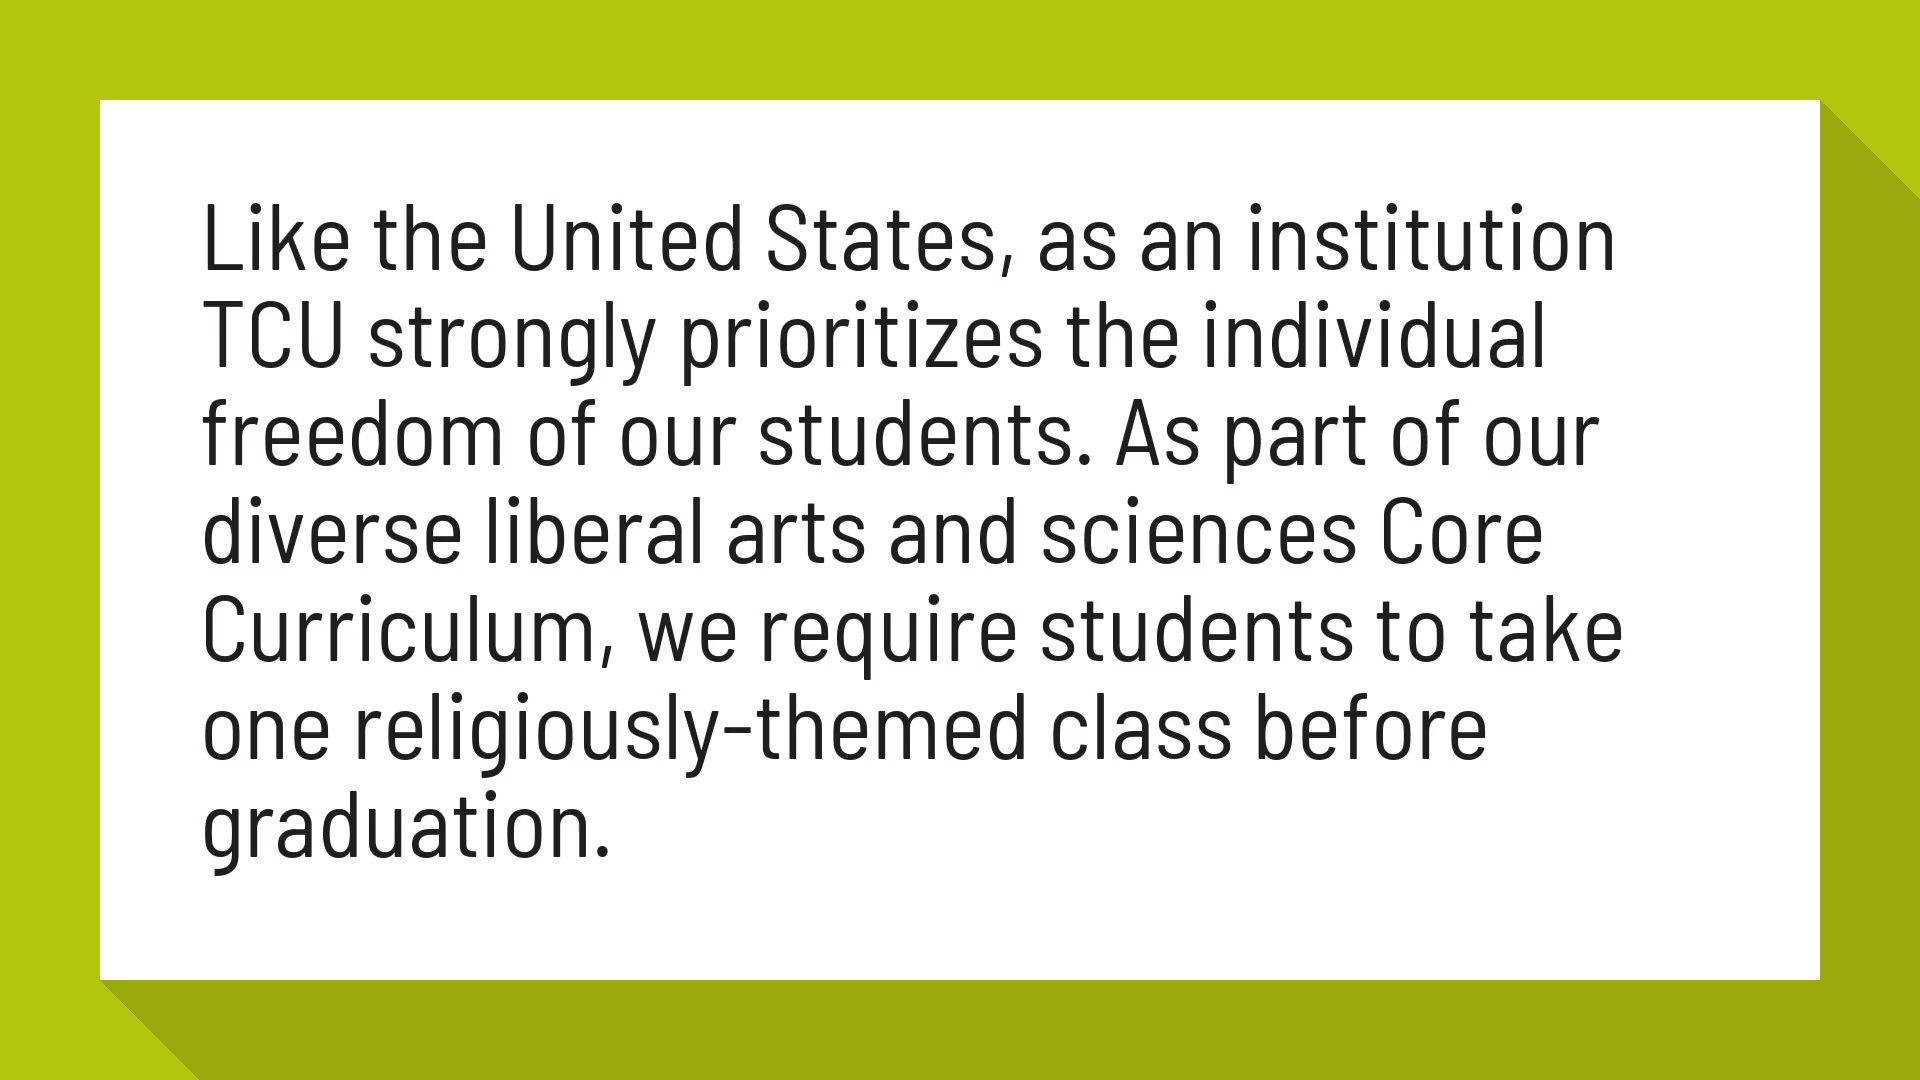 Like the United States, as an institution
TCU strongly prioritizes the individual
freedom of our students. As part of our
diverse liberal arts and sciences Core
Curriculum, we require students to take
one religiously-themed class before
graduation.